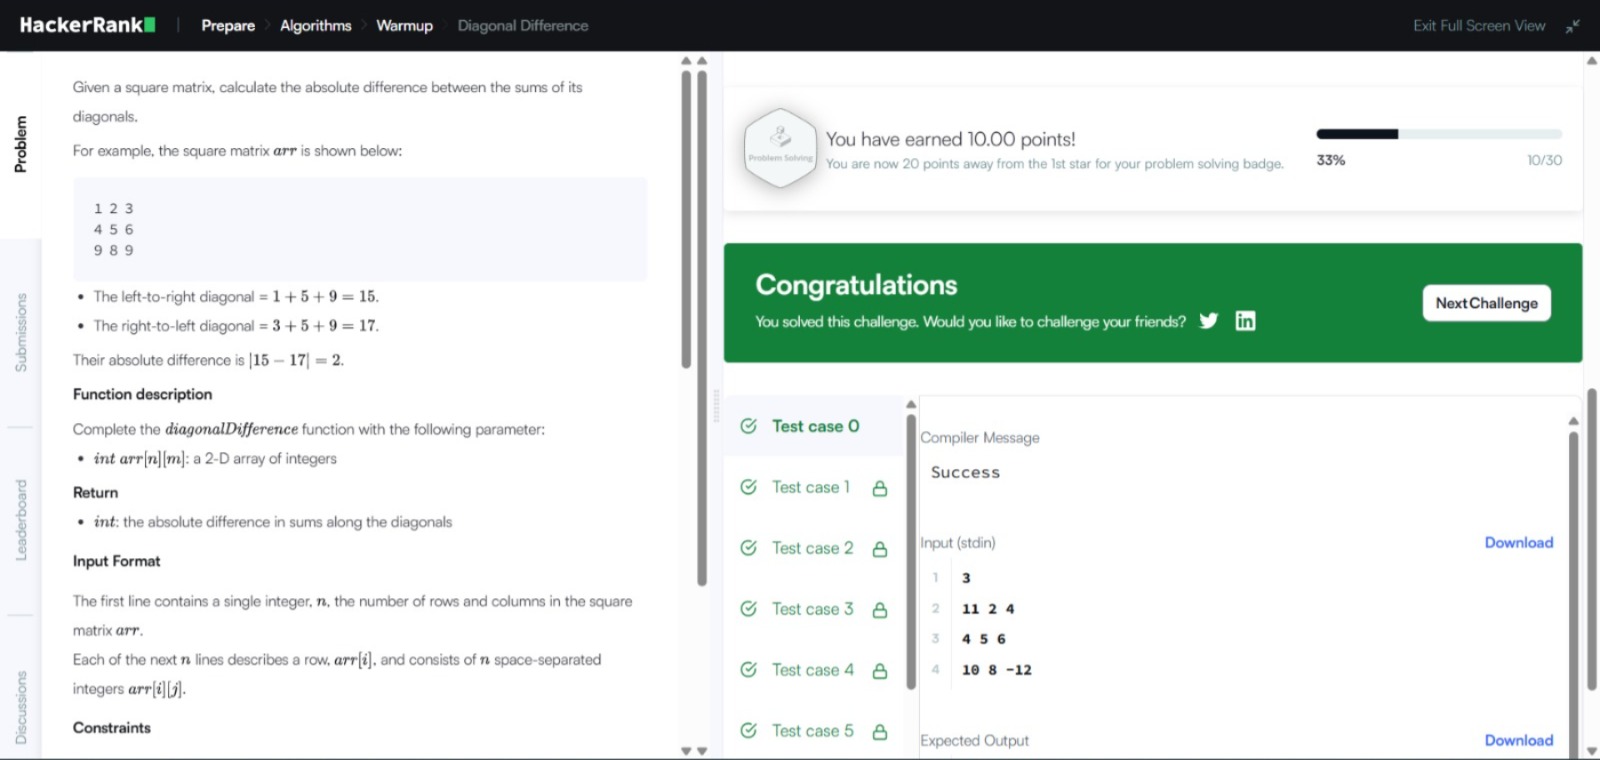 HackerRank
Prepare
Algorithms
Warmup
Diagonal Difference
Exit Full Screen View
Problem
Submissions
Leaderboard
Discussions
Given a square matrix, calculate the absolute difference between the sums of its
diagonals.
For example, the square matrix arr is shown below:
1 2 3
4 5 6
9 8 9
• The left-to-right diagonal = 1 + 5 + 9 = 15.
• The right-to-left diagonal = 3 + 5 + 9 = 17.
Their absolute difference is |15 − 17| = 2.
Function description
Complete the diagonalDifference function with the following parameter:
• int arr[n][m]: a 2-D array of integers
Return
• int: the absolute difference in sums along the diagonals
Input Format
The first line contains a single integer, n, the number of rows and columns in the square
matrix arr.
Each of the next n lines describes a row, arr[i], and consists of n space-separated
integers arr[i][j].
Constraints
Problem Solving
You have earned 10.00 points!
You are now 20 points away from the 1st star for your problem solving badge.
33%
10/30
Congratulations
You solved this challenge. Would you like to challenge your friends?
Next Challenge
Test case 0
Test case 1
Test case 2
Test case 3
Test case 4
Test case 5
Compiler Message
Success
Input (stdin)
Download
1 3
2 11 2 4
3 4 5 6
4 10 8 -12
Expected Output
Download